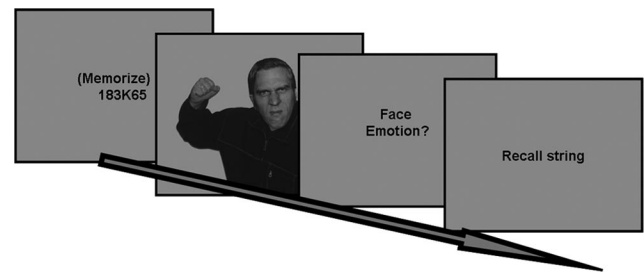 (Memorize)
183K65
Face
Emotion?
Recall string